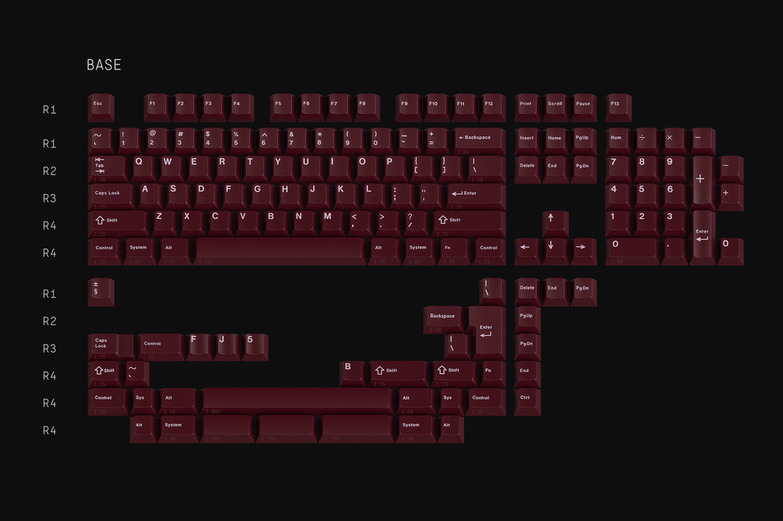 BASE
R1 Esc F1 F2 F3 F4 F5 F6 F7 F8 F9 F10 F11 F12 Print Scroll Pause F13
R1 ~ ` ! 1 @ 2 # 3 $ 4 % 5 ^ 6 & 7 * 8 ( 9 ) 0 _ - + = ← Backspace Insert Home PgUp Num ÷ × −
R2 Tab Q W E R T Y U I O P { [ } ] | \ Delete End PgDn 7 8 9 + −
R3 Caps Lock A S D F G H J K L : ; " ' Enter 4 5 6 +
R4 Shift Z X C V B N M < , > . ? / Shift ↑ 1 2 3 Enter
R4 Control System Alt Alt System Fn Control ← ↓ → 0 . 0
R1 ± § | \ Delete End PgDn
R2 Backspace Enter PgUp
R3 Caps Lock Control F J 5 | \ PgDn
R4 Shift ~ ` B Shift Shift Fn End
R4 Control Sys Alt Alt Sys Control Ctrl
R4 Alt System System Alt